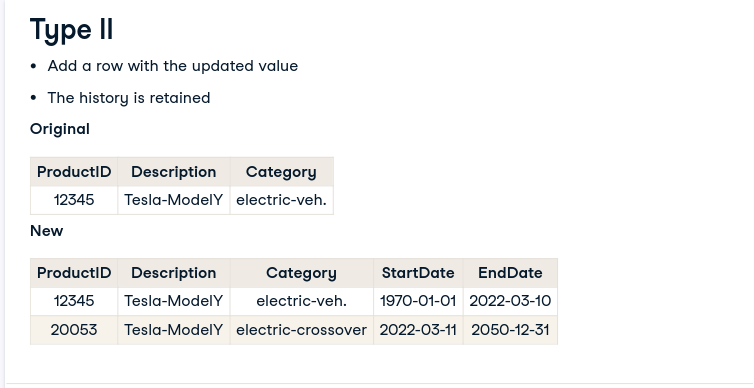 Type II
• Add a row with the updated value
• The history is retained
Original
ProductID Description Category
12345 Tesla-ModelY electric-veh.
New
ProductID Description Category StartDate EndDate
12345 Tesla-ModelY electric-veh. 1970-01-01 2022-03-10
20053 Tesla-ModelY electric-crossover 2022-03-11 2050-12-31